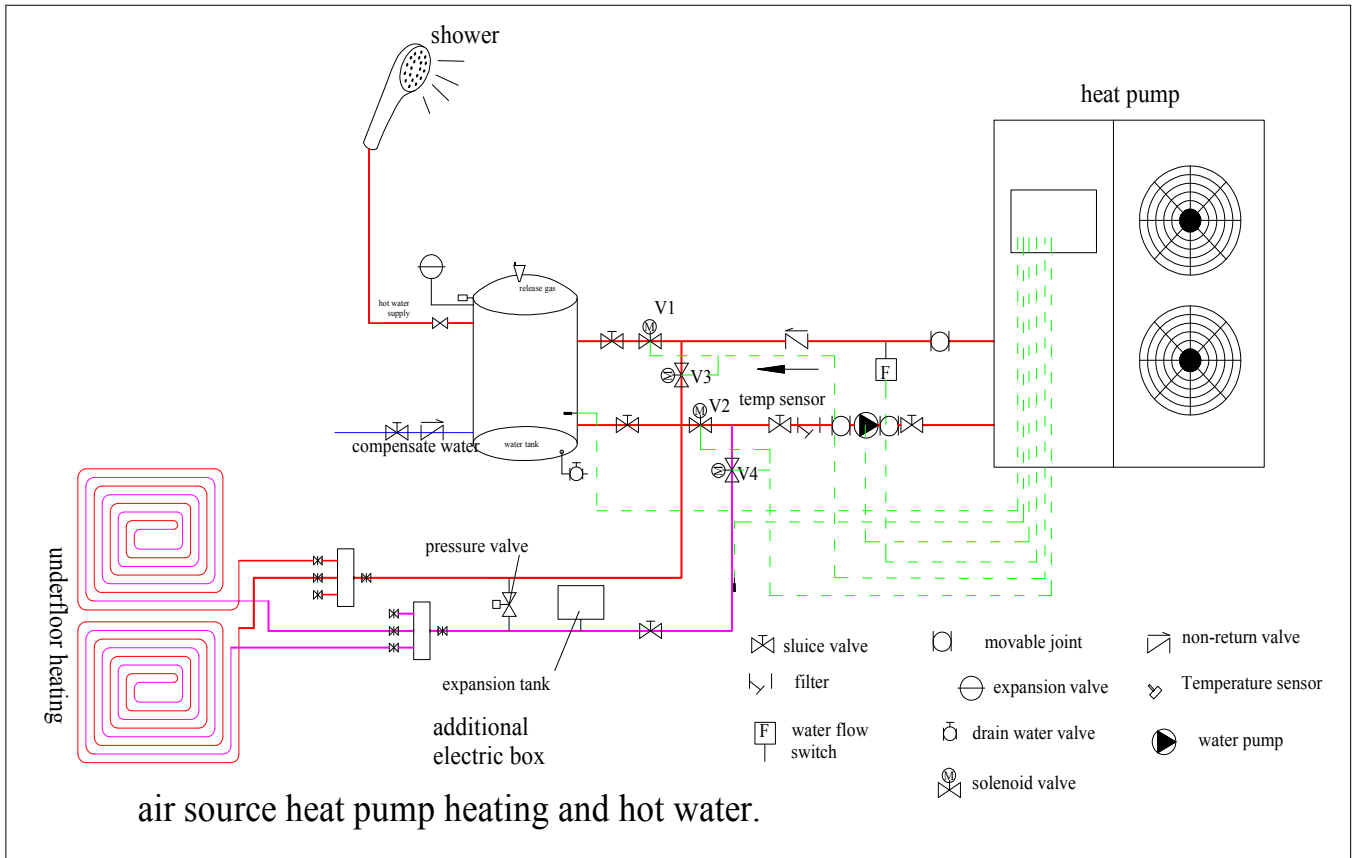 shower
heat pump
release gas
hot water
supply
V1
M
M
V3
F
V2
M
temp sensor
compensate water
water tank
M
V4
underfloor heating
pressure valve
expansion tank
additional
electric box
sluice valve
movable joint
non-return valve
filter
expansion valve
Temperature sensor
F
water flow
switch
drain water valve
water pump
M
solenoid valve
air source heat pump heating and hot water.